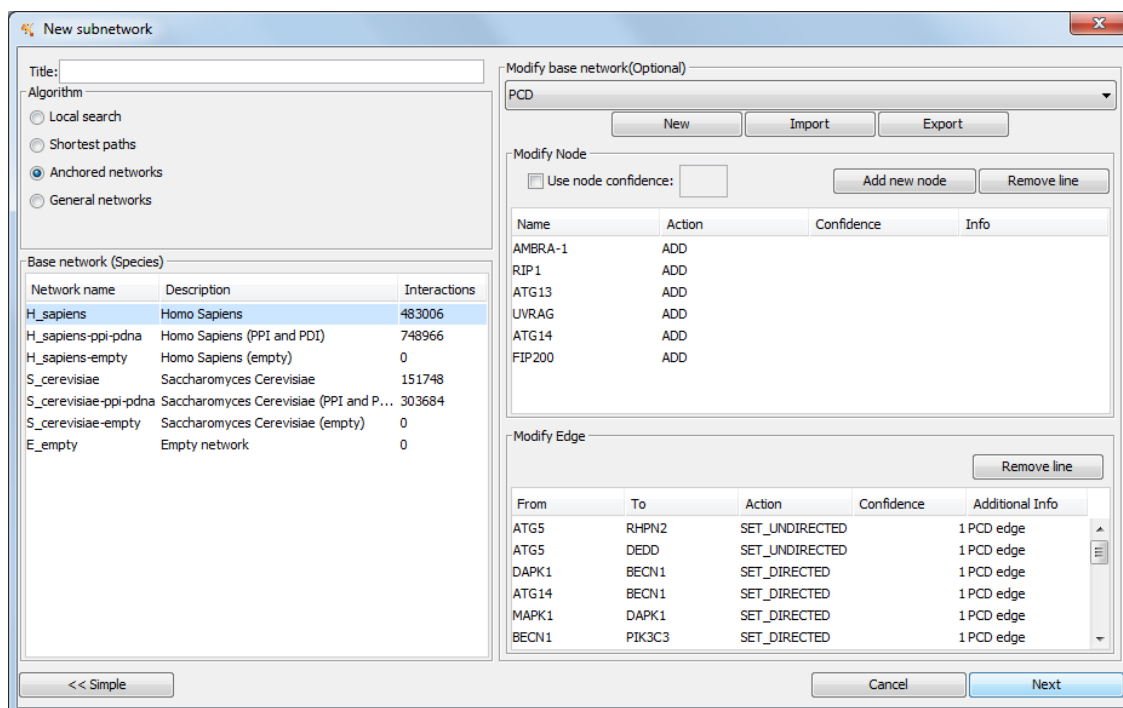 New subnetwork
Title:
Algorithm
Local search
Shortest paths
Anchored networks
General networks
Base network (Species)
Network name Description Interactions
H_sapiens Homo Sapiens 483006
H_sapiens-ppi-pdna Homo Sapiens (PPI and PDI) 748966
H_sapiens-empty Homo Sapiens (empty) 0
S_cerevisiae Saccharomyces Cerevisiae 151748
S_cerevisiae-ppi-pdna Saccharomyces Cerevisiae (PPI and P... 303684
S_cerevisiae-empty Saccharomyces Cerevisiae (empty) 0
E_empty Empty network 0
<< Simple
Modify base network(Optional)
PCD
New Import Export
Modify Node
Use node confidence: Add new node Remove line
Name Action Confidence Info
AMBRA-1 ADD
RIP1 ADD
ATG13 ADD
UVRAG ADD
ATG14 ADD
FIP200 ADD
Modify Edge
Remove line
From To Action Confidence Additional Info
ATG5 RHPN2 SET_UNDIRECTED 1 PCD edge
ATG5 DEDD SET_UNDIRECTED 1 PCD edge
DAPK1 BECN1 SET_DIRECTED 1 PCD edge
ATG14 BECN1 SET_DIRECTED 1 PCD edge
MAPK1 DAPK1 SET_DIRECTED 1 PCD edge
BECN1 PIK3C3 SET_DIRECTED 1 PCD edge
Cancel Next